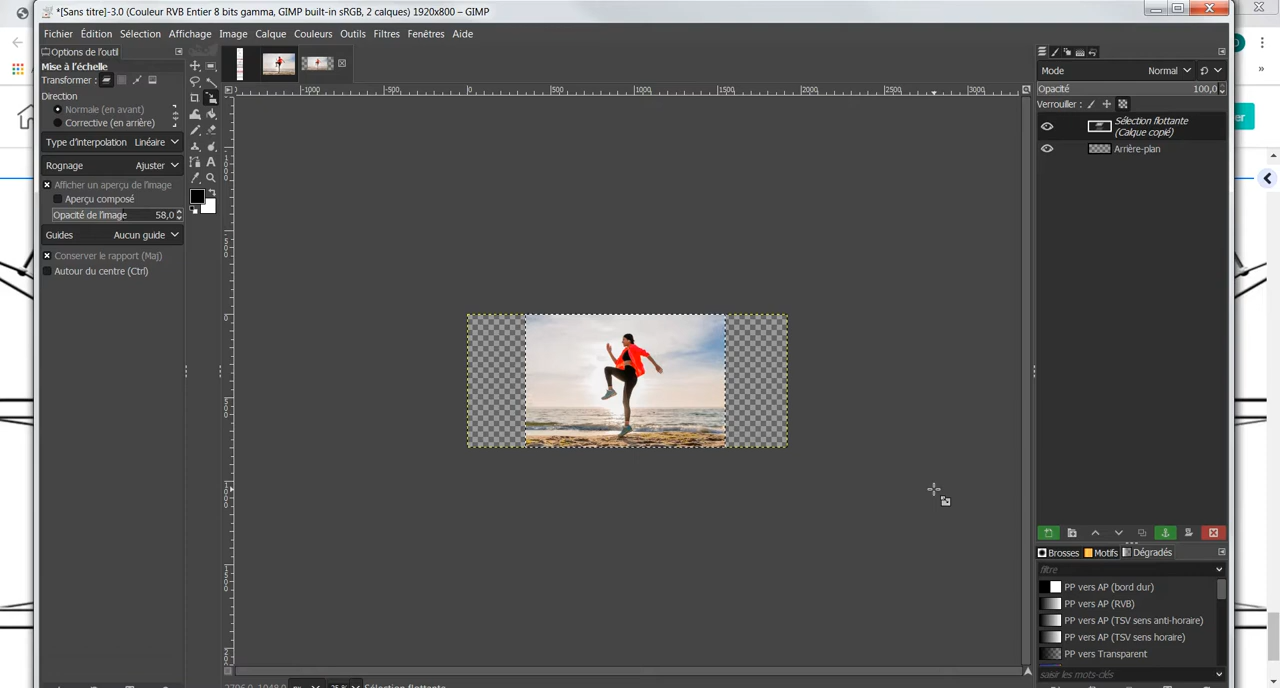 *[Sans titre]-3.0 (Couleur RVB Entier 8 bits gamma, GIMP built-in sRGB, 2 calques) 1920x800 – GIMP
Fichier Édition Sélection Affichage Image Calque Couleurs Outils Filtres Fenêtres Aide
Options de l'outi
Mise à l'échelle
Transformer :
Direction
Normale (en avant)
Corrective (en arrière)
Type d'interpolation Linéaire
Rognage Ajuster
Afficher un aperçu de l'image
Aperçu composé
Opacité de l'image 58,0
Guides Aucun guide
Conserver le rapport (Maj)
Autour du centre (Ctrl)
-1000 -500 0 500 1000 1500 2000 2500 3000
Mode Normal
Opacité 100,0
Verrouiller :
Sélection flottante
(Calque copié)
Arrière-plan
Brosses Motifs Dégradés
filtre
PP vers AP (bord dur)
PP vers AP (RVB)
PP vers AP (TSV sens anti-horaire)
PP vers AP (TSV sens horaire)
PP vers Transparent
saisir les mots-clés
er
25 %
Sélection flottante